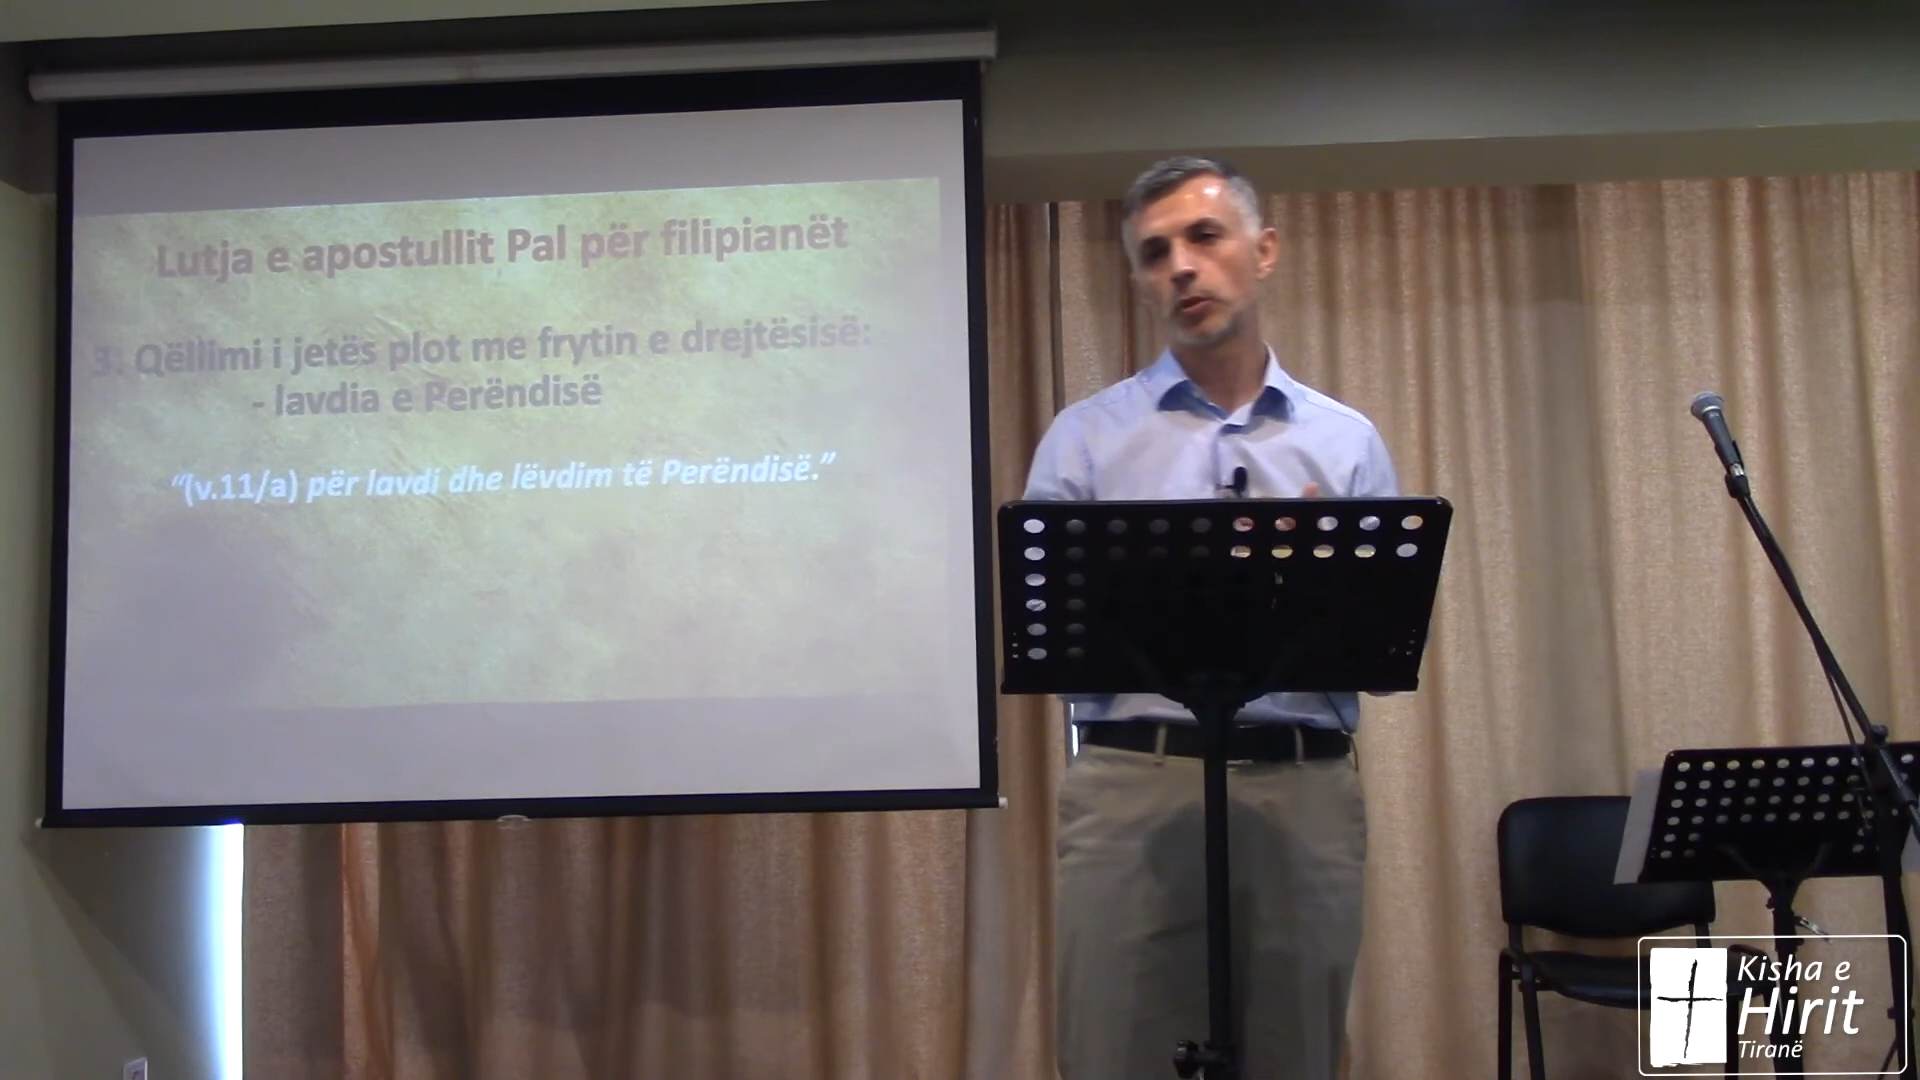 Lutja e apostullit Pal për filipianët
3. Qëllimi i jetës plot me frytin e drejtësisë:
- lavdia e Perëndisë
“(v.11/a) për lavdi dhe lëvdim të Perëndisë.”
Kisha e
Hirit
Tiranë